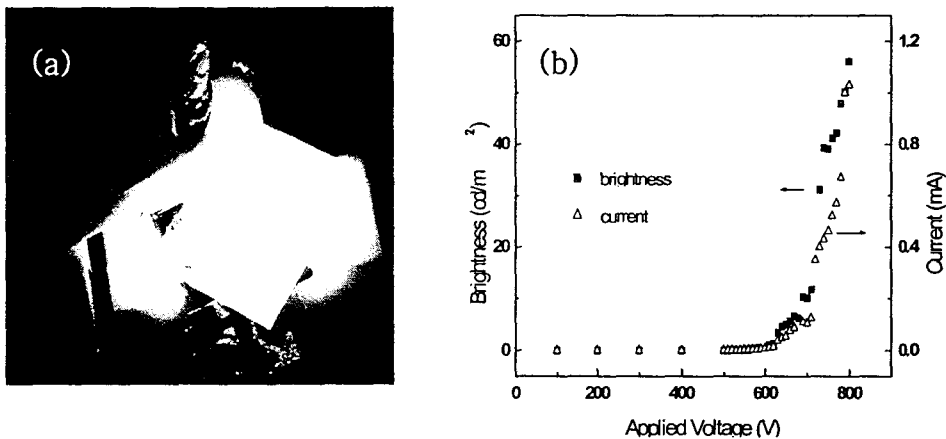 (a)
(b)
60
40
20
0
Brightness (cd/m²)
1.2
0.8
0.4
0.0
Current (mA)
brightness
current
0
200
400
600
800
Applied Voltage (V)